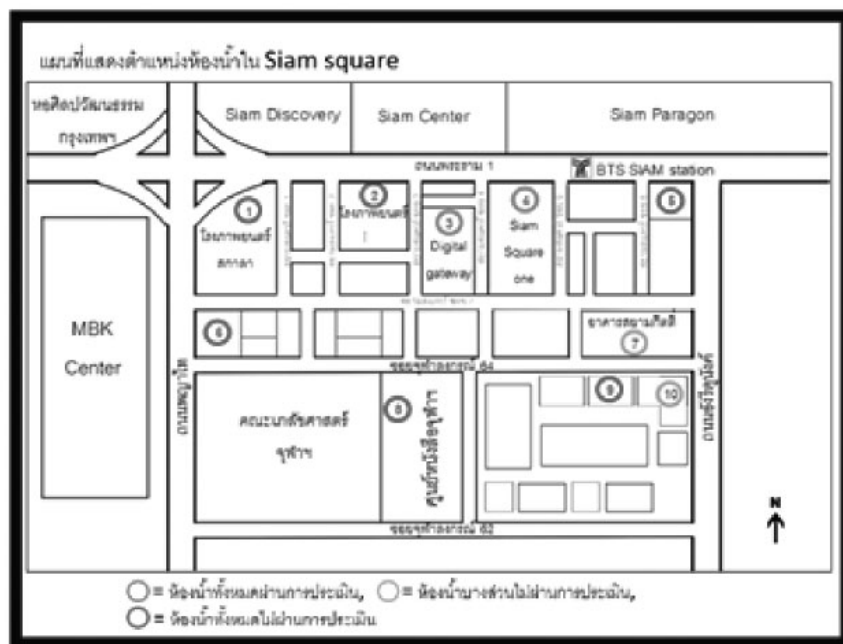 แผนที่แสดงตำแหน่งห้องน้ำใน Siam square
หอศิลปวัฒนธรรม
กรุงเทพฯ
Siam Discovery
Siam Center
Siam Paragon
ถนนพระราม 1
BTS SIAM station
1
โรงภาพยนตร์
สกาลา
2
โรงภาพยนตร์
3
Digital
gateway
4
Siam
Square
one
5
MBK
Center
ถนนพญาไท
6
อาคารสยามกิตติ์
7
ซอยจุฬาลงกรณ์ 64
คณะเภสัชศาสตร์
จุฬาฯ
8
ศูนย์หนังสือจุฬาฯ
9
10
ถนนอังรีดูนังต์
ซอยจุฬาลงกรณ์ 62
N
= ห้องน้ำทั้งหมดผ่านการประเมิน, = ห้องน้ำบางส่วนไม่ผ่านการประเมิน,
= ห้องน้ำทั้งหมดไม่ผ่านการประเมิน